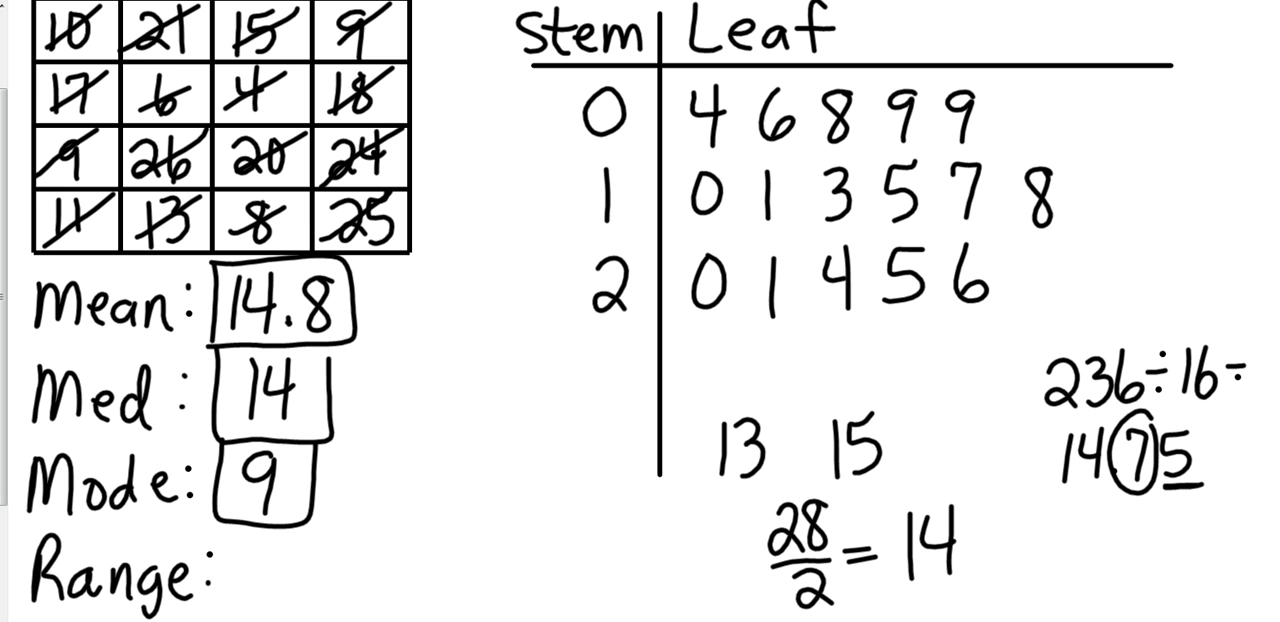 10 21 15 9
17 6 4 18
9 26 20 24
11 13 8 25
Mean: 14.8
Med: 14
Mode: 9
Range:
Stem Leaf
0 4 6 8 9 9
1 0 1 3 5 7 8
2 0 1 4 5 6
13 15
28/2 = 14
236÷16=
14.75